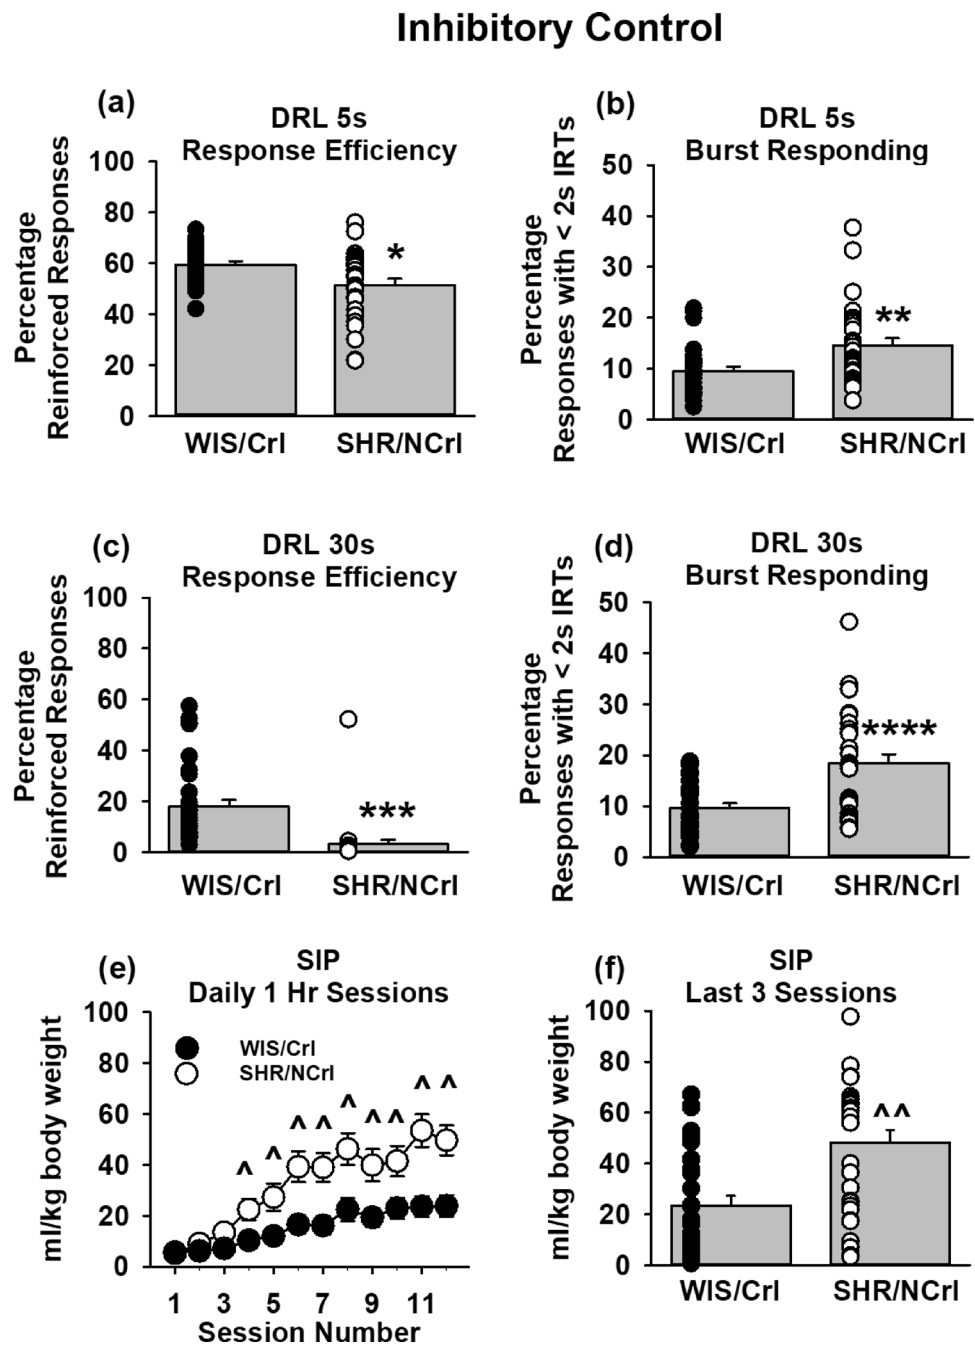 Inhibitory Control
(a)
DRL 5s
Response Efficiency
Percentage
Reinforced Responses
100
80
60
40
20
0
*
WIS/Crl
SHR/NCrl
(b)
DRL 5s
Burst Responding
Percentage
Responses with < 2s IRTs
50
40
30
20
10
0
**
WIS/Crl
SHR/NCrl
(c)
DRL 30s
Response Efficiency
Percentage
Reinforced Responses
100
80
60
40
20
0
***
WIS/Crl
SHR/NCrl
(d)
DRL 30s
Burst Responding
Percentage
Responses with < 2s IRTs
50
40
30
20
10
0
****
WIS/Crl
SHR/NCrl
(e)
SIP
Daily 1 Hr Sessions
ml/kg body weight
100
80
60
40
20
0
WIS/Crl
SHR/NCrl
^ ^ ^ ^ ^ ^ ^ ^ ^
1 3 5 7 9 11
Session Number
(f)
SIP
Last 3 Sessions
ml/kg body weight
100
80
60
40
20
0
^^
WIS/Crl
SHR/NCrl